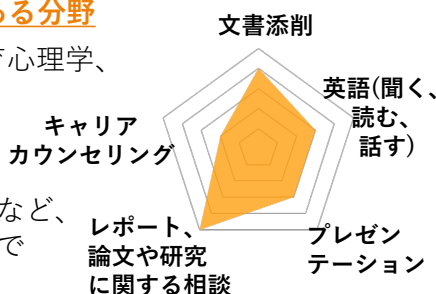 ある分野
心理学、
文書添削
英語(聞く、
読む、
話す)
キャリア
カウンセリング
など、
で
レポート、
論文や研究
に関する相談
プレゼン
テーション